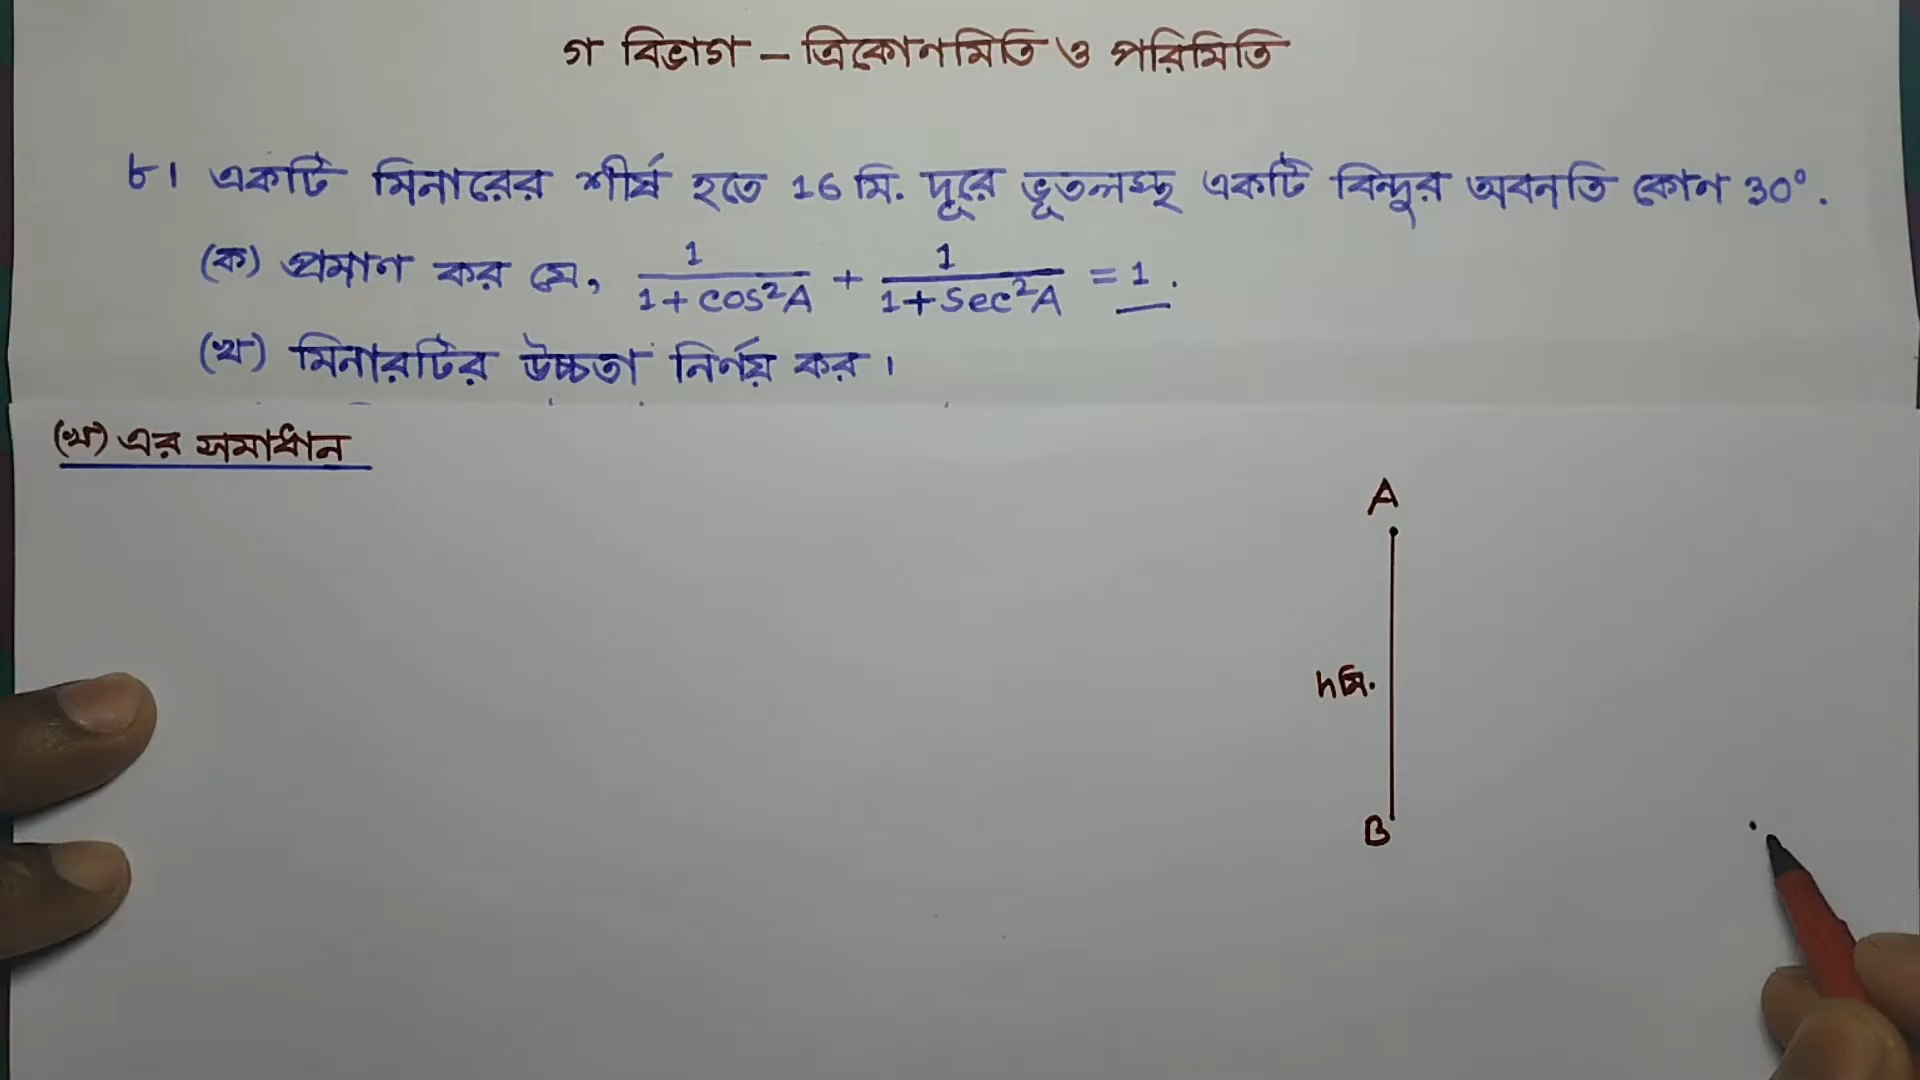 গ বিভাগ – ত্রিকোনমিতি ও পরিমিতি
৮। একটি মিনারের শীর্ষ হতে 16 মি. দূরে ভূতলস্থ একটি বিন্দুর অবনতি কোণ 30°.
(ক) প্রমাণ কর যে, 1/(1+cos²A) + 1/(1+Sec²A) = 1.
(খ) মিনারটির উচ্চতা নির্ণয় কর।
(খ) এর সমাধান
A
h মি.
B